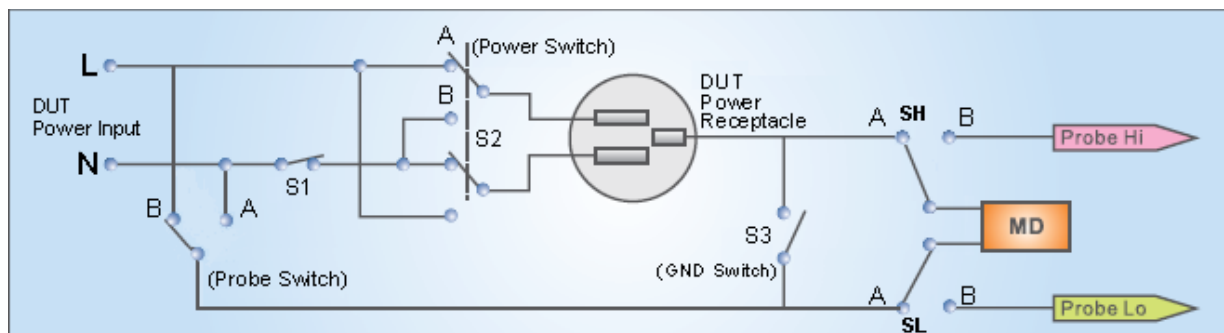 A
(Power Switch)
L
DUT
Power Input
B
S2
DUT
Power
Receptacle
A
SH
B
Probe Hi
N
S1
B
A
MD
S3
(GND Switch)
(Probe Switch)
A
B
Probe Lo
SL